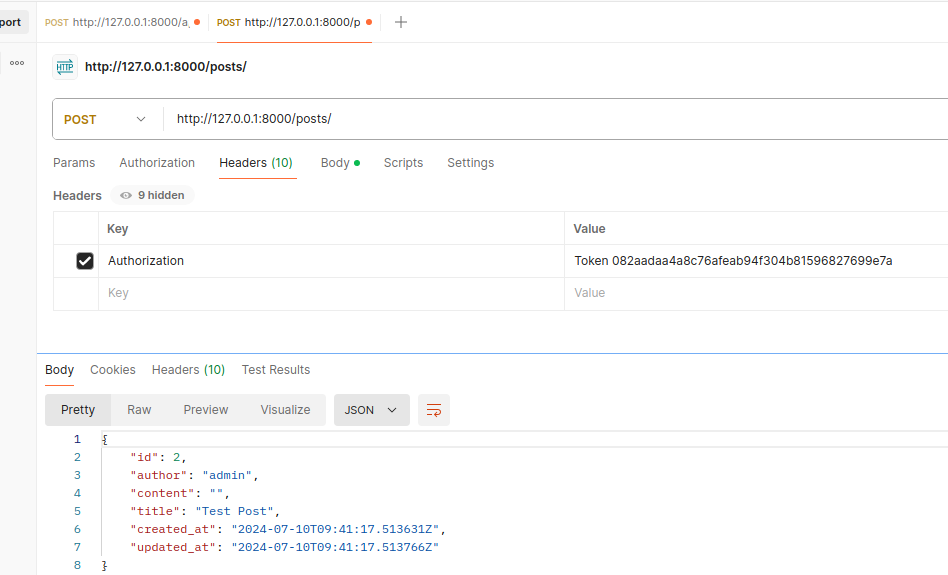 port POST http://127.0.0.1:8000/a, POST http://127.0.0.1:8000/p
HTTP http://127.0.0.1:8000/posts/
POST http://127.0.0.1:8000/posts/
Params Authorization Headers (10) Body Scripts Settings
Headers 9 hidden
Key Value
Authorization Token 082aadaa4a8c76afeab94f304b81596827699e7a
Key Value
Body Cookies Headers (10) Test Results
Pretty Raw Preview Visualize JSON
1 {
2 "id": 2,
3 "author": "admin",
4 "content": "",
5 "title": "Test Post",
6 "created_at": "2024-07-10T09:41:17.513631Z",
7 "updated_at": "2024-07-10T09:41:17.513766Z"
8 }